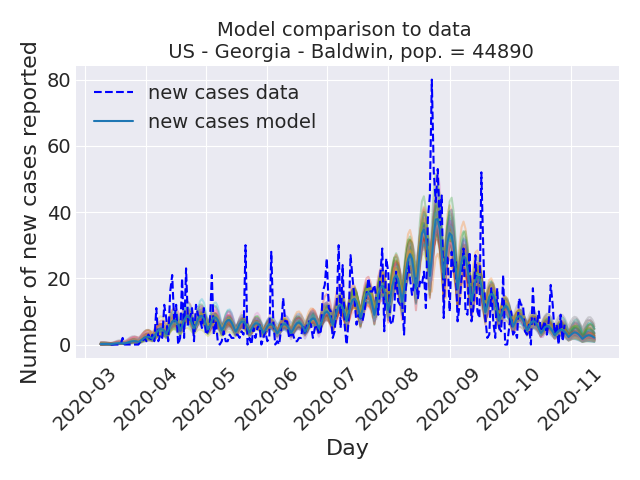 Model comparison to data
US - Georgia - Baldwin, pop. = 44890
Number of new cases reported
80
60
40
20
0
new cases data
new cases model
2020-03
2020-04
2020-05
2020-06
2020-07
2020-08
2020-09
2020-10
2020-11
Day